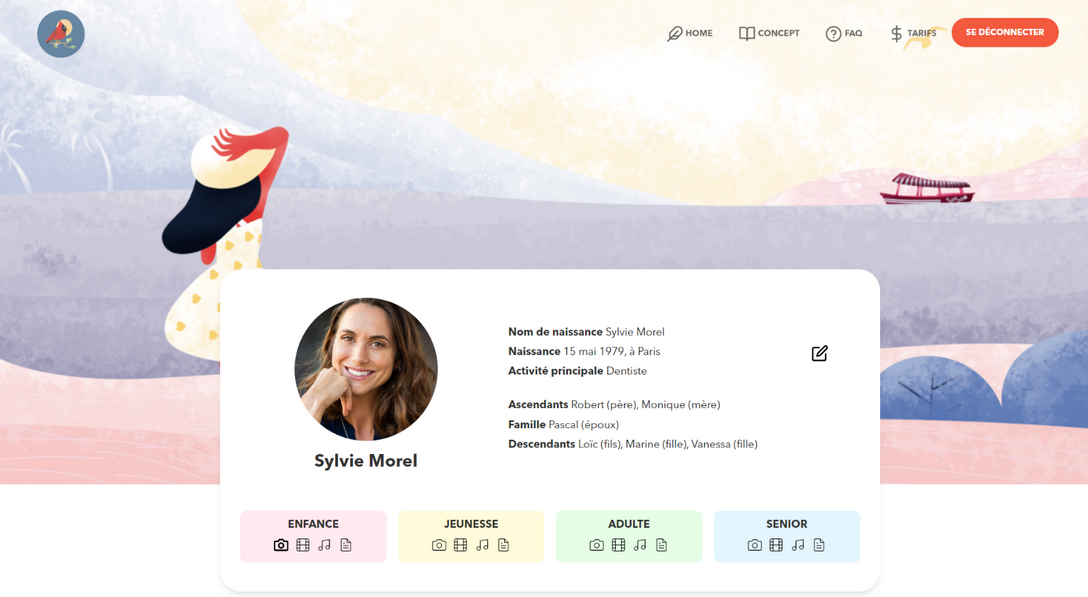 HOME
CONCEPT
FAQ
TARIFS
SE DÉCONNECTER
Nom de naissance Sylvie Morel
Naissance 15 mai 1979, à Paris
Activité principale Dentiste
Ascendants Robert (père), Monique (mère)
Famille Pascal (époux)
Descendants Loïc (fils), Marine (fille), Vanessa (fille)
Sylvie Morel
ENFANCE
JEUNESSE
ADULTE
SENIOR